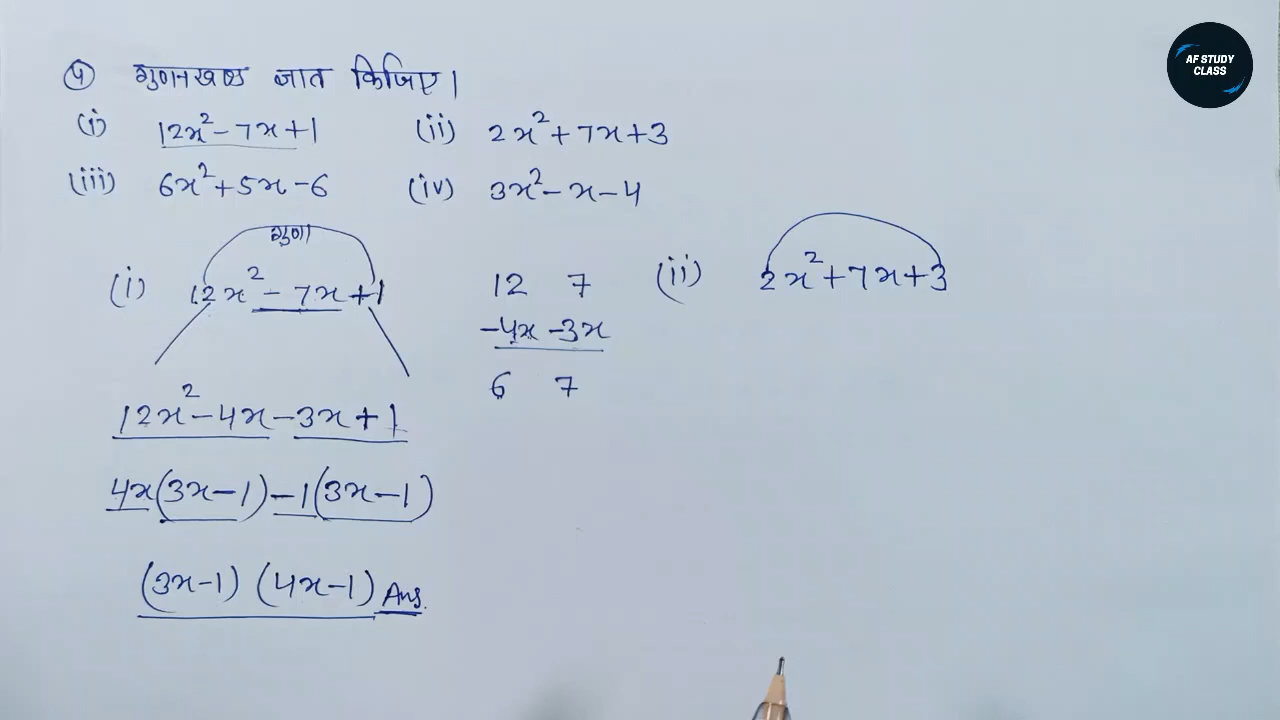 ५ गुणनखण्ड ज्ञात किजिए।
(i) 12x² - 7x + 1 (ii) 2x² + 7x + 3
(iii) 6x² + 5x - 6 (iv) 3x² - x - 4
गुणा
(i) 12x² - 7x + 1
12x² - 4x - 3x + 1
4x(3x - 1) - 1(3x - 1)
(3x - 1) (4x - 1) Ans.
12 7
-4x -3x
6 7
(ii) 2x² + 7x + 3
AF STUDY
CLASS